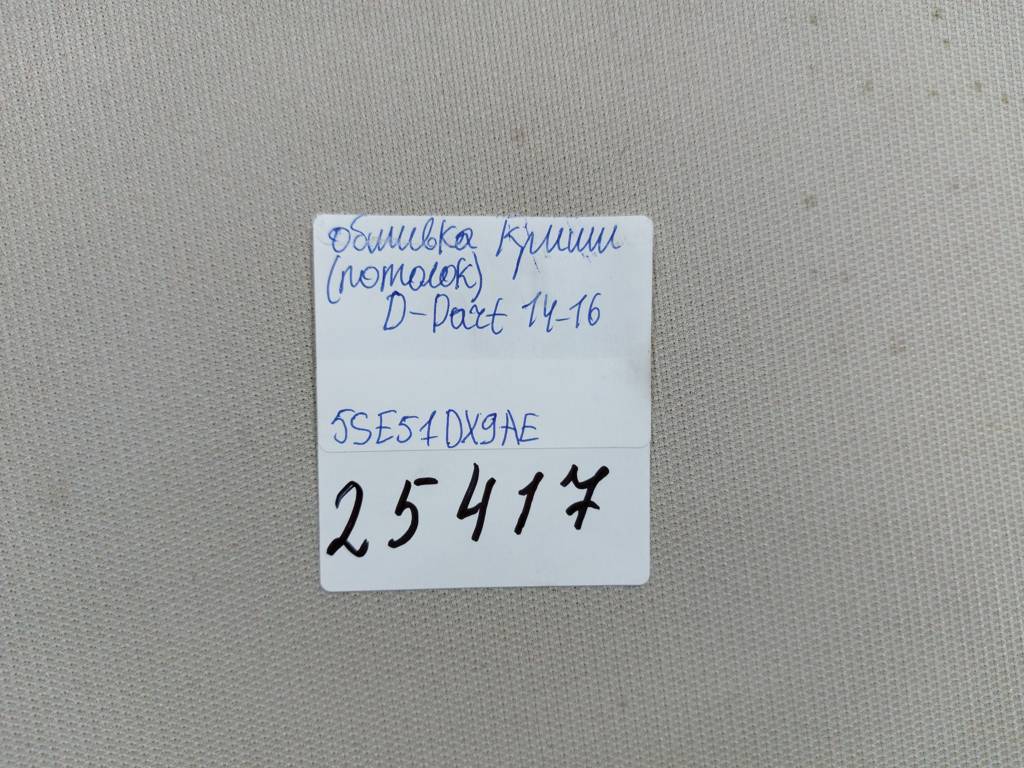 обшивка криши
(потолок)
D-Part 14-16
5SE51DX9AE
25417